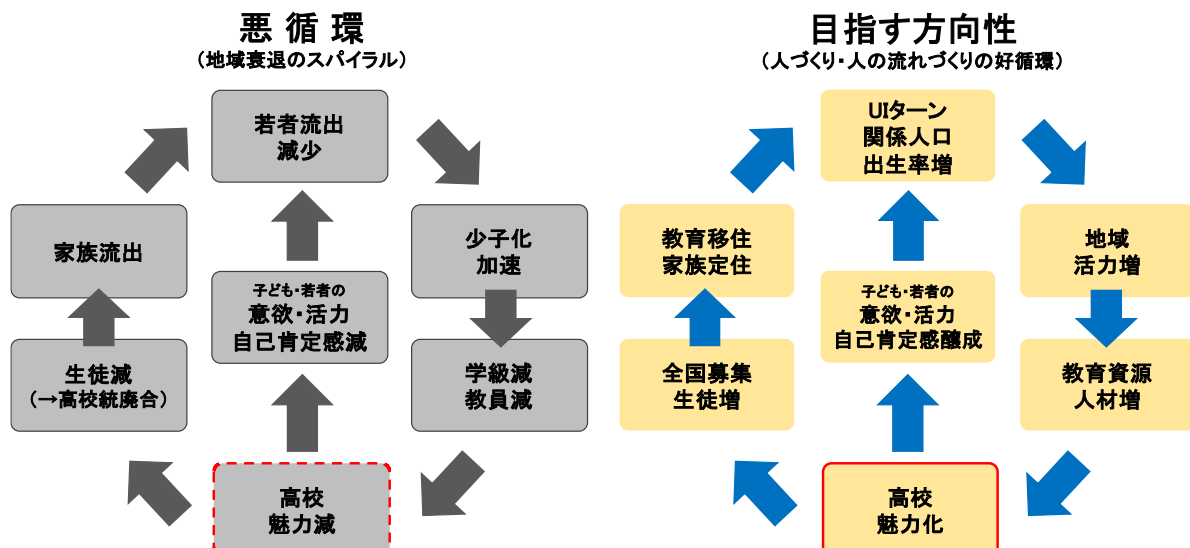 悪循環
(地域衰退のスパイラル)
若者流出
減少
家族流出
少子化
加速
子ども・若者の
意欲・活力
自己肯定感減
生徒減
(→高校統廃合)
学級減
教員減
高校
魅力減
目指す方向性
(人づくり・人の流れづくりの好循環)
UIターン
関係人口
出生率増
教育移住
家族定住
地域
活力増
子ども・若者の
意欲・活力
自己肯定感醸成
全国募集
生徒増
教育資源
人材増
高校
魅力化